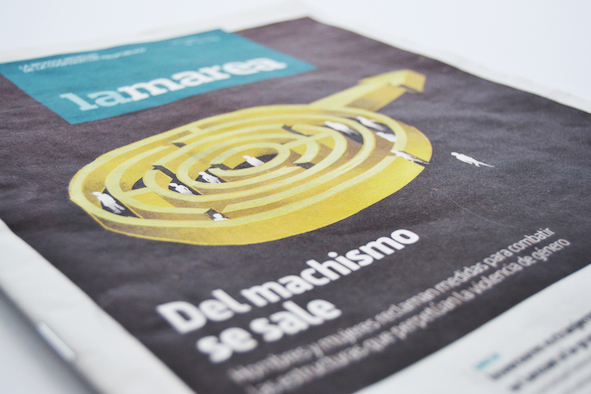 lamarea
Del machismo
se sale
Hombres y mujeres reclaman medidas para combatir
las estructuras que perpetúan la violencia de género